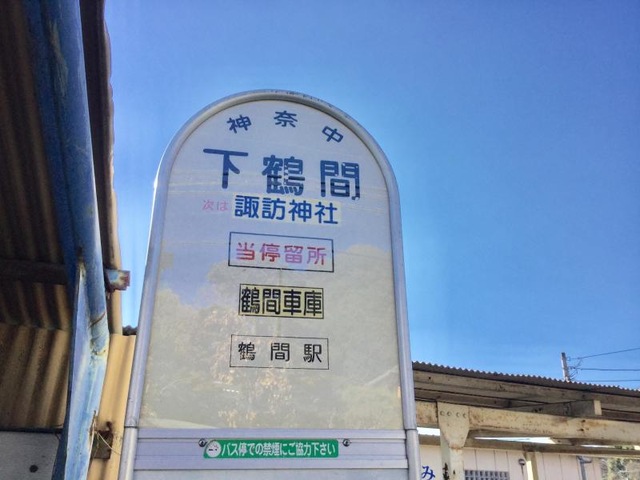 神奈中
下鶴間
次は 諏訪神社
当停留所
鶴間車庫
鶴間駅
バス停での禁煙にご協力下さい
み